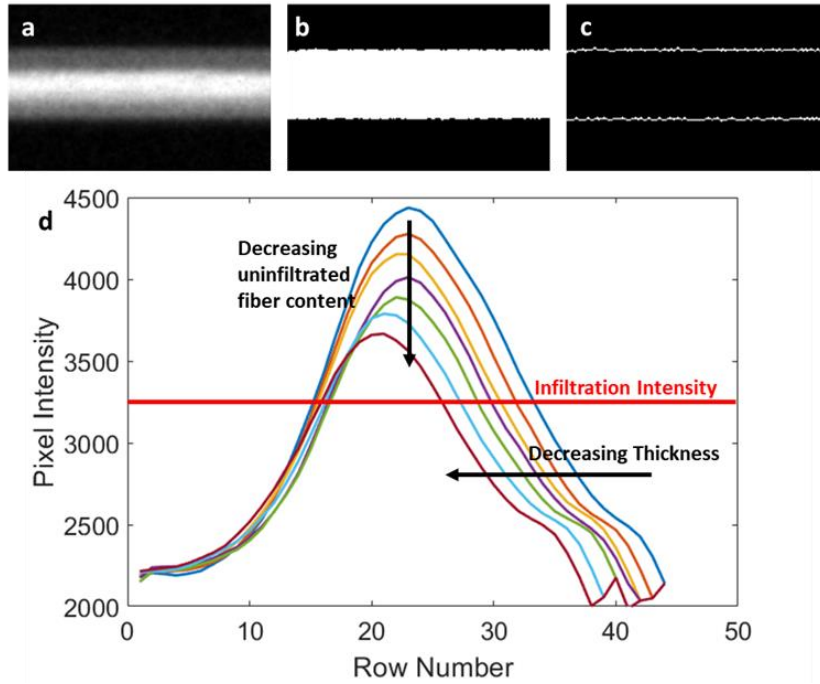 a
b
c
d
4500
4000
3500
3000
2500
2000
Pixel Intensity
Decreasing
uninfiltrated
fiber content
Infiltration Intensity
Decreasing Thickness
0
10
20
30
40
50
Row Number